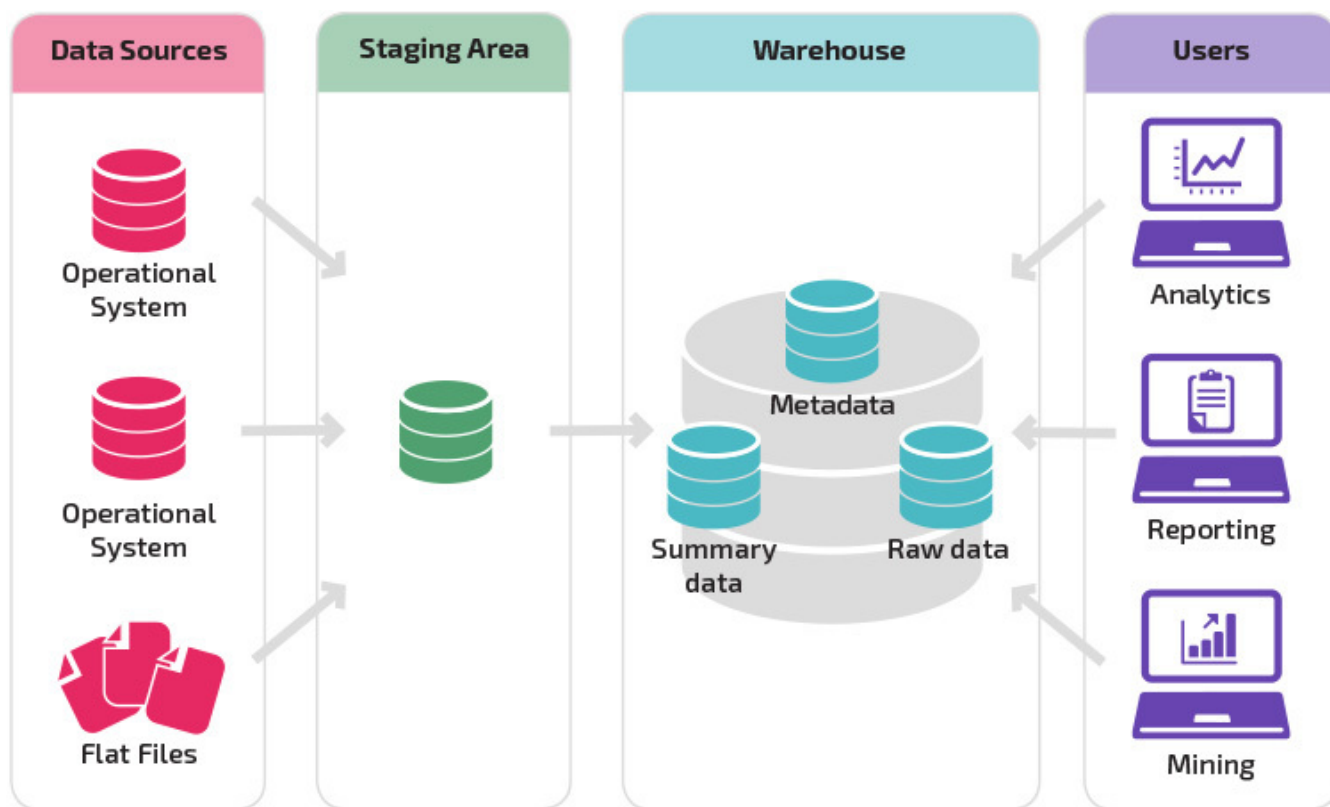 Data Sources
Staging Area
Warehouse
Users
Operational
System
Operational
System
Flat Files
Metadata
Summary
data
Raw data
Analytics
Reporting
Mining